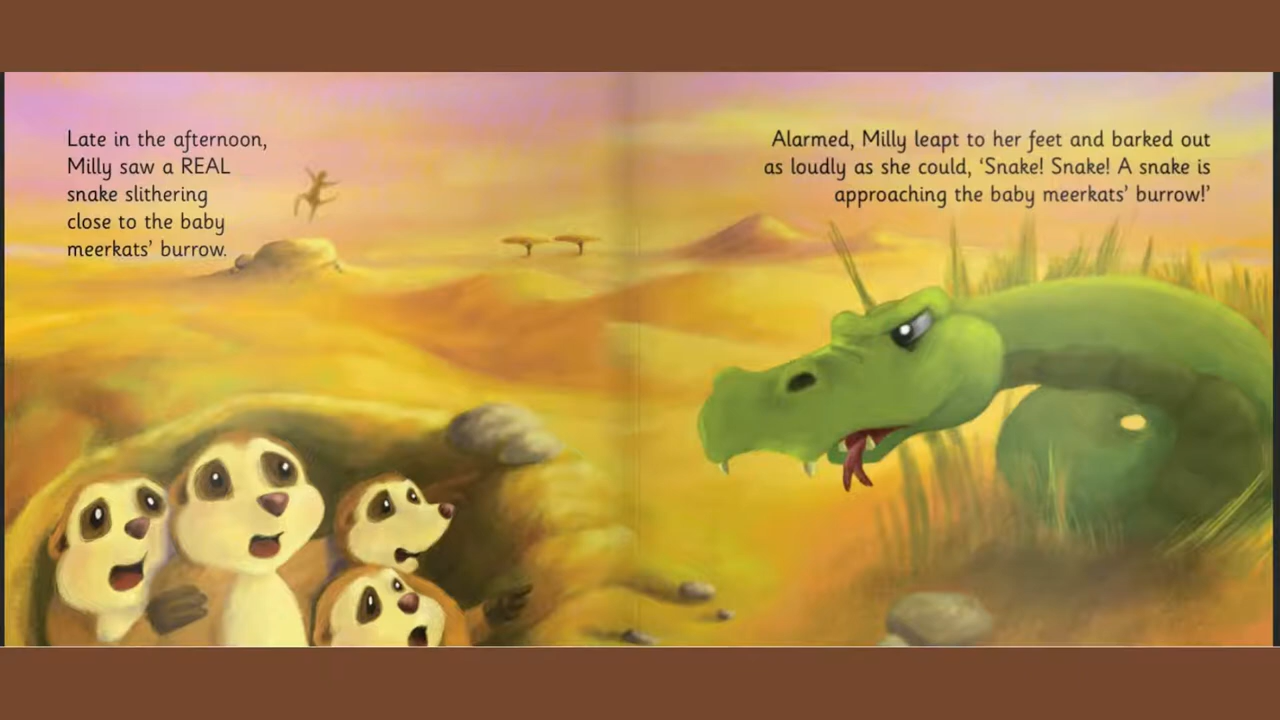 Late in the afternoon,
Milly saw a REAL
snake slithering
close to the baby
meerkats’ burrow.
Alarmed, Milly leapt to her feet and barked out
as loudly as she could, ‘Snake! Snake! A snake is
approaching the baby meerkats’ burrow!’